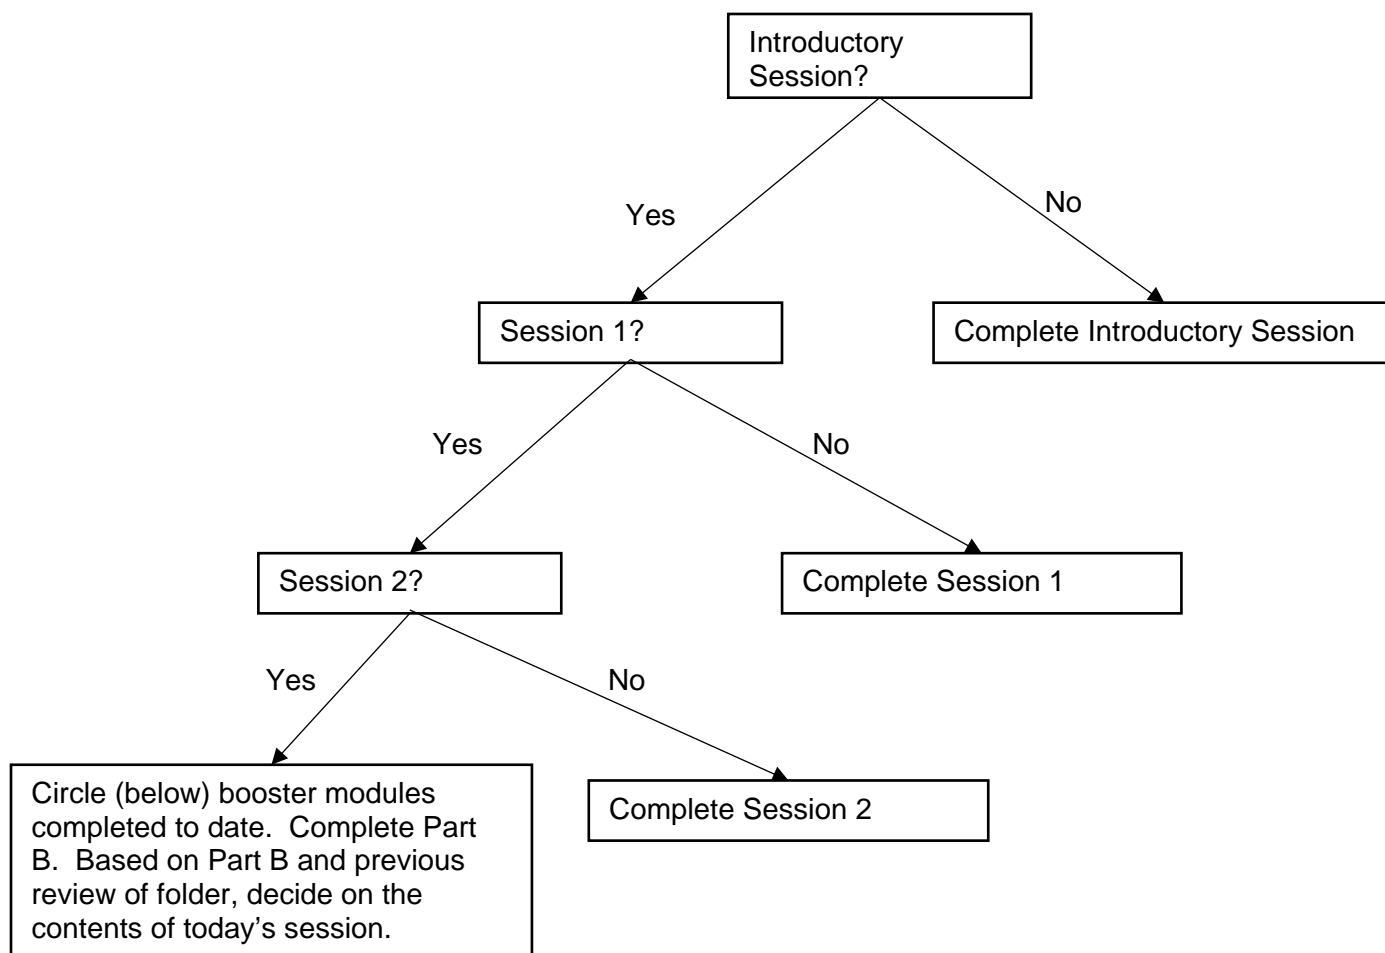 Introductory
Session?
Yes
No
Session 1?
Complete Introductory Session
Yes
No
Session 2?
Complete Session 1
Yes
No
Circle (below) booster modules
completed to date.  Complete Part
B.  Based on Part B and previous
review of folder, decide on the
contents of today’s session.
Complete Session 2